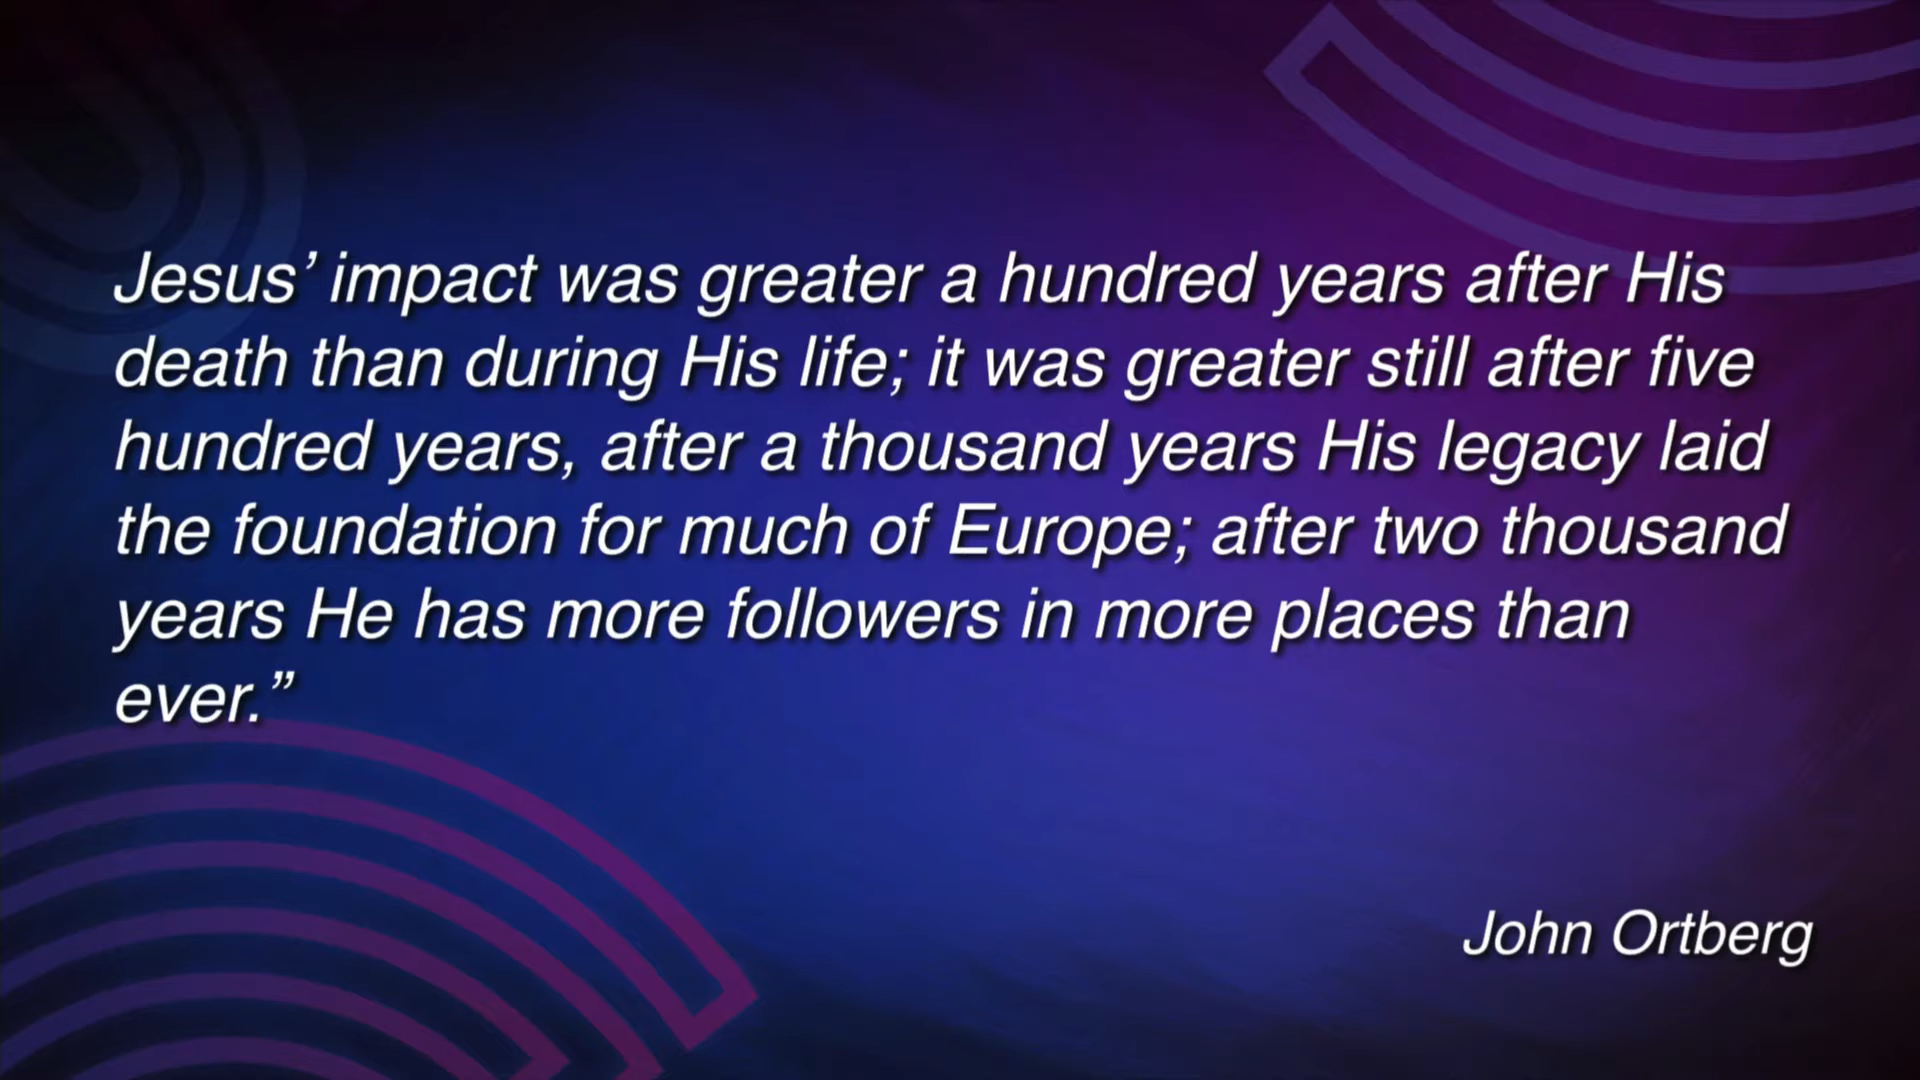 Jesus’ impact was greater a hundred years after His
death than during His life; it was greater still after five
hundred years, after a thousand years His legacy laid
the foundation for much of Europe; after two thousand
years He has more followers in more places than
ever.”
John Ortberg